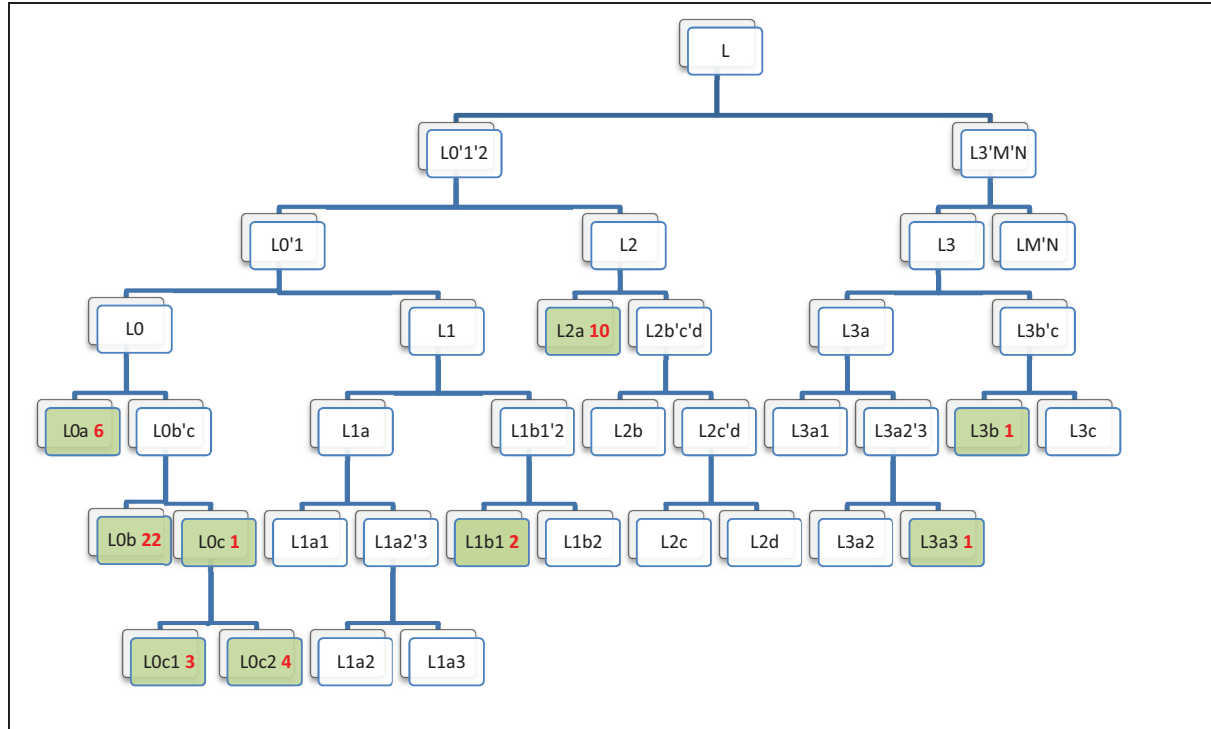 L
L0'1'2
L3'M'N
L0'1
L2
L3
LM'N
L0
L1
L2a 10
L2b'c'd
L3a
L3b'c
L0a 6
L0b'c
L1a
L1b1'2
L2b
L2c'd
L3a1
L3a2'3
L3b 1
L3c
L0b 22
L0c 1
L1a1
L1a2'3
L1b1 2
L1b2
L2c
L2d
L3a2
L3a3 1
L0c1 3
L0c2 4
L1a2
L1a3